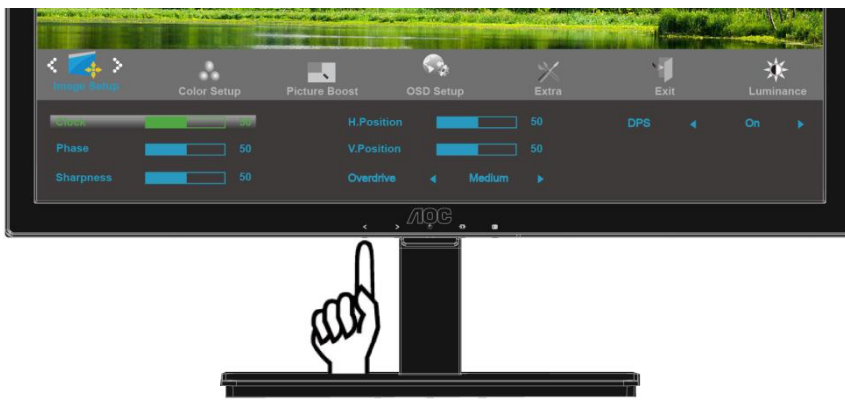 < Image Setup > Color Setup Picture Boost OSD Setup Extra Exit Luminance
Clock 50 H.Position 50 DPS On
Phase 50 V.Position 50
Sharpness 50 Overdrive Medium
AOC
< >